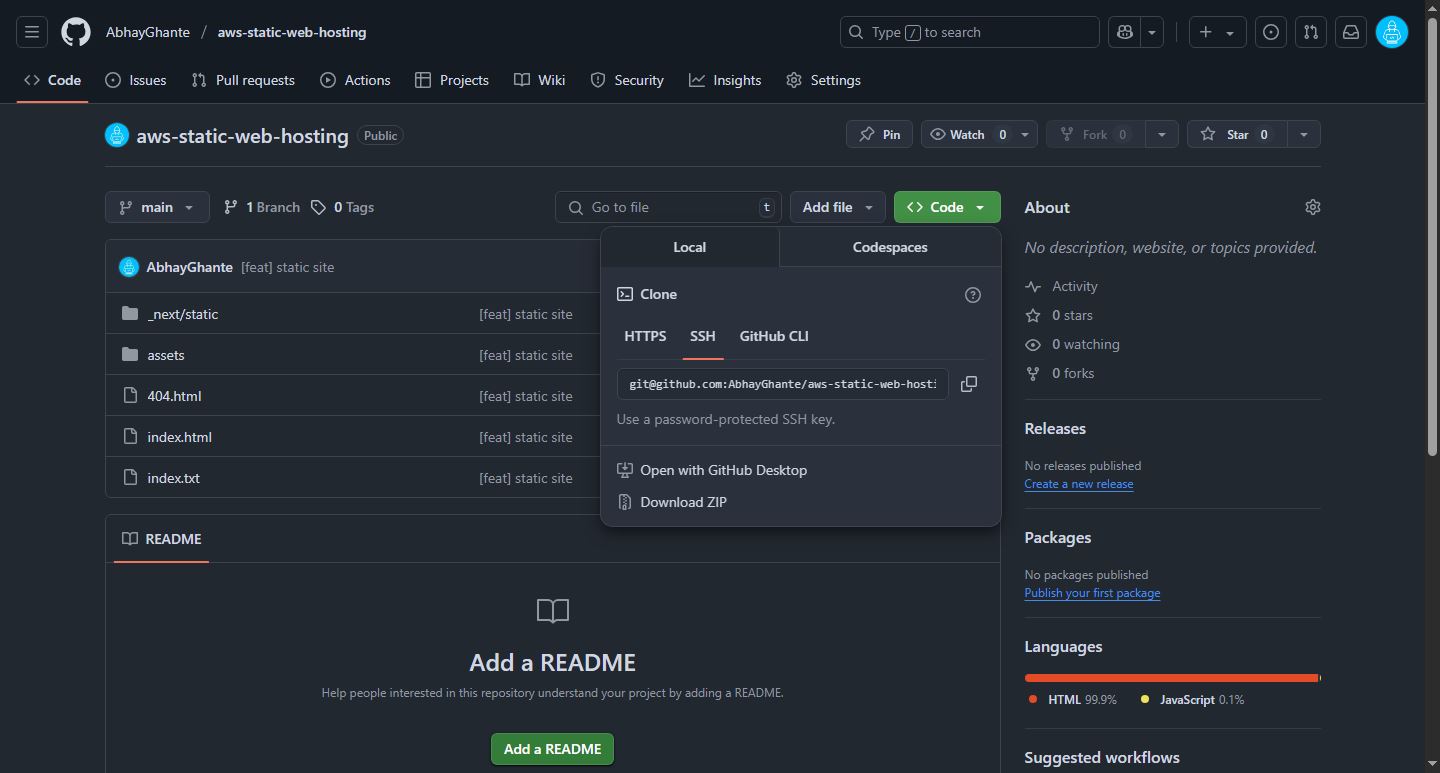 AbhayGhante / aws-static-web-hosting
Type / to search
Code Issues Pull requests Actions Projects Wiki Security Insights Settings
aws-static-web-hosting Public
Pin Watch 0 Fork 0 Star 0
main 1 Branch 0 Tags Go to file t Add file Code
Local Codespaces
Clone
HTTPS SSH GitHub CLI
git@github.com:AbhayGhante/aws-static-web-hosti
Use a password-protected SSH key.
Open with GitHub Desktop
Download ZIP
AbhayGhante [feat] static site
_next/static [feat] static site
assets [feat] static site
404.html [feat] static site
index.html [feat] static site
index.txt [feat] static site
README
Add a README
Help people interested in this repository understand your project by adding a README.
Add a README
About
No description, website, or topics provided.
Activity
0 stars
0 watching
0 forks
Releases
No releases published
Create a new release
Packages
No packages published
Publish your first package
Languages
HTML 99.9% JavaScript 0.1%
Suggested workflows